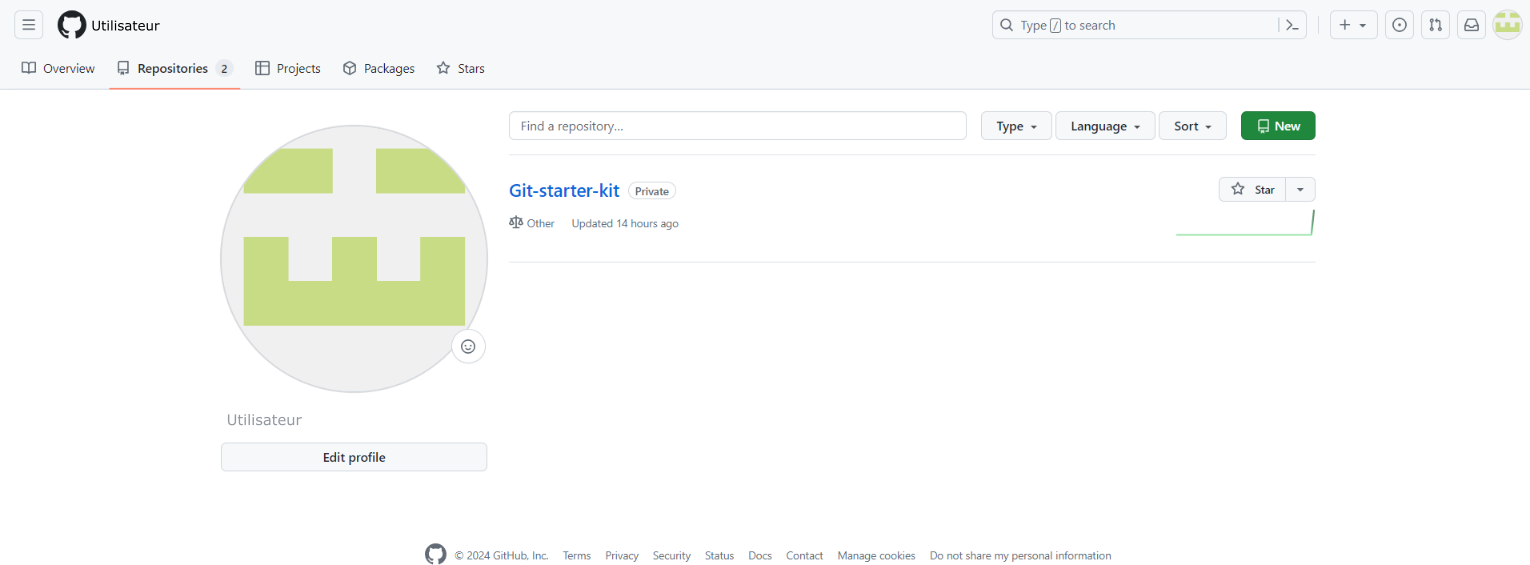 Utilisateur
Type / to search
Overview Repositories 2 Projects Packages Stars
Find a repository... Type Language Sort New
Git-starter-kit Private Star
Other Updated 14 hours ago
Utilisateur
Edit profile
© 2024 GitHub, Inc. Terms Privacy Security Status Docs Contact Manage cookies Do not share my personal information